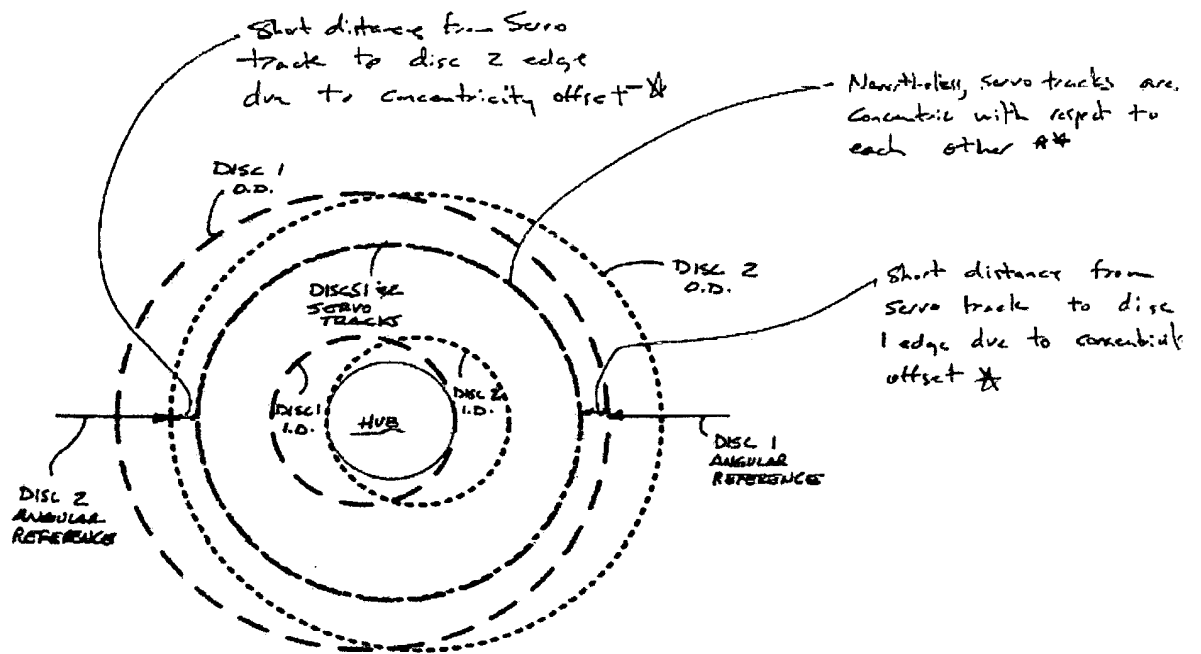 Short distance from Servo
track to disc 2 edge
due to concentricity offset
Nevertheless, servo tracks are
concentric with respect to
each other **
DISC 1
O.D.
DISC 2
O.D.
DISCS 1 &
SERVO
TRACKS
Short distance from
servo track to disc
1 edge due to
offset *
DISC 1
I.D.
HUB
DISC 2
I.D.
DISC 1
ANGULAR
REFERENCE
DISC 2
ANGULAR
REFERENCE